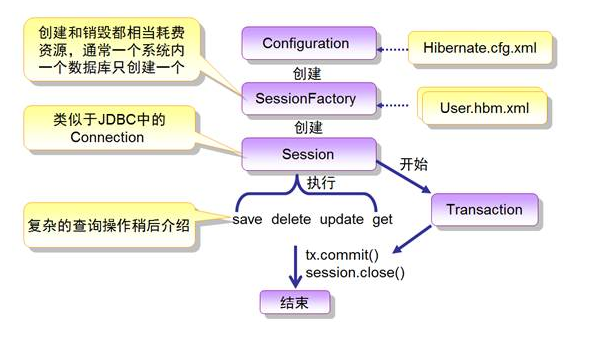 创建和销毁都相当耗费
资源，通常一个系统内
一个数据库只创建一个
Configuration
Hibernate.cfg.xml
创建
SessionFactory
User.hbm.xml
创建
类似于JDBC中的
Connection
Session
开始
执行
Transaction
复杂的查询操作稍后介绍
save delete update get
tx.commit()
session.close()
结束